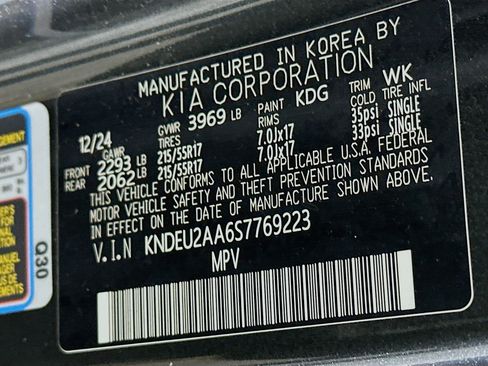 MANUFACTURED IN KOREA BY
KIA CORPORATION
12/24 GVWR 3969 LB PAINT KDG TRIM WK
GAWR TIRES RIMS COLD TIRE INFL
FRONT 2293 LB 215/55R17 7.0Jx17 35psi SINGLE
REAR 2062 LB 215/55R17 7.0Jx17 33psi SINGLE
THIS VEHICLE CONFORMS TO ALL APPLICABLE U.S.A. FEDERAL
MOTOR VEHICLE SAFETY AND THEFT PREVENTION STANDARDS
IN EFFECT ON THE DATE OF MANUFACTURE SHOWN ABOVE.
V.I.N KNDEU2AA6S7769223
MPV
Q30